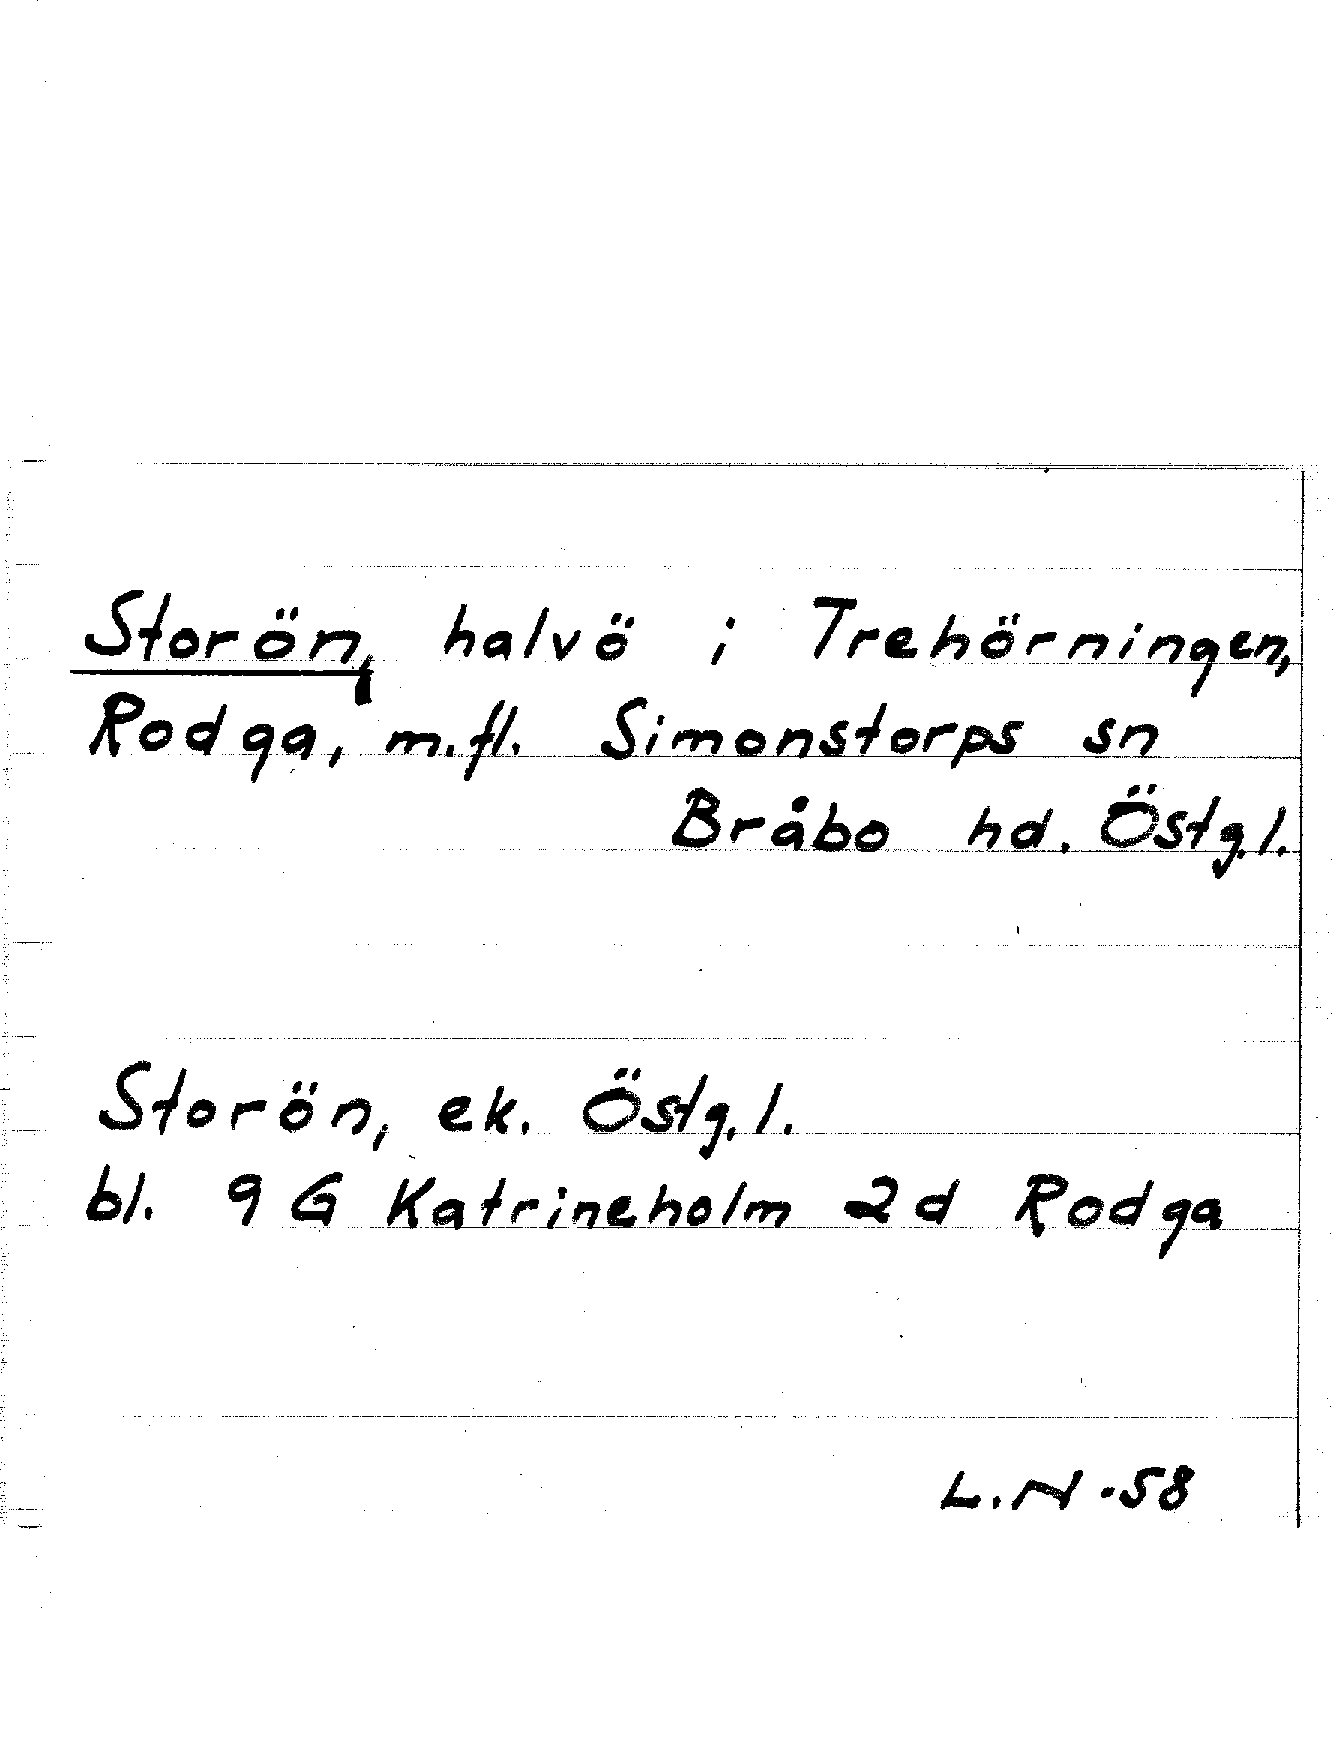 Storön, halvö i Trehörningen,
Rodga, m.fl. Simonstorps sn
Bråbo hd. Östg.l.
Storön, ek. Östg.l.
bl. 9 G Katrineholm 2d Rodga
L.N -58